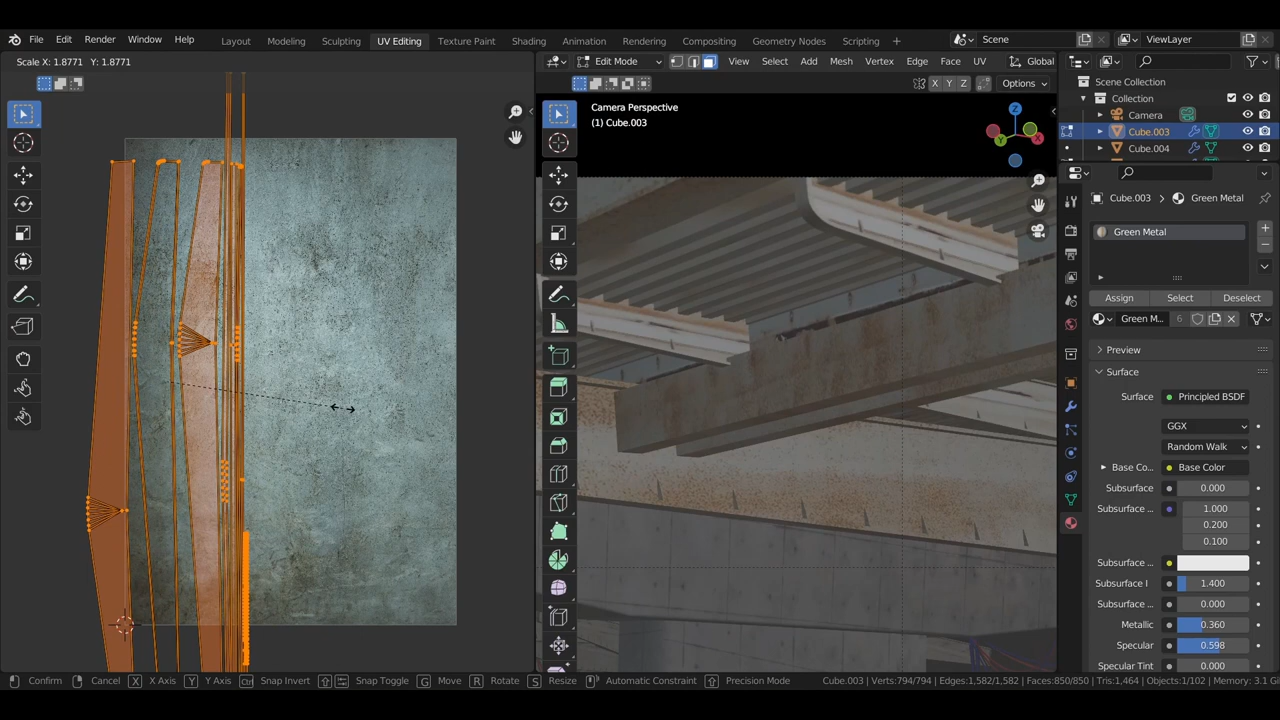 File Edit Render Window Help
Layout Modeling Sculpting UV Editing Texture Paint Shading Animation Rendering Compositing Geometry Nodes Scripting +
Scene
ViewLayer
Scale X: 1.8771 Y: 1.8771
Edit Mode
View Select Add Mesh Vertex Edge Face UV
Global
X Y Z
Options
Camera Perspective
(1) Cube.003
Z
X
Y
Scene Collection
Collection
Camera
Cube.003
Cube.004
Cube.003 > Green Metal
Green Metal
Assign Select Deselect
Green M... 6
Preview
Surface
Surface Principled BSDF
GGX
Random Walk
Base Co... Base Color
Subsurface 0.000
Subsurface ... 1.000
0.200
0.100
Subsurface ...
Subsurface I 1.400
Subsurface ... 0.000
Metallic 0.360
Specular 0.598
Specular Tint 0.000
Confirm Cancel X X Axis Y Y Axis Ctrl Snap Invert Snap Toggle G Move R Rotate S Resize Automatic Constraint Precision Mode
Cube.003 | Verts:794/794 | Edges:1,582/1,582 | Faces:850/850 | Tris:1,464 | Objects:1/102 | Memory: 3.1 G